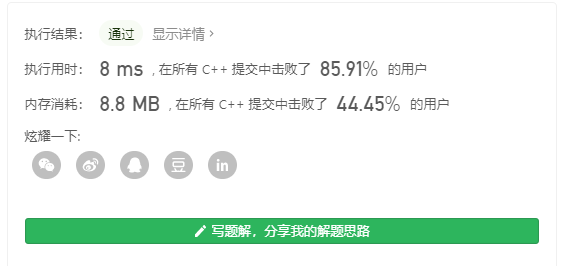 执行结果： 通过 显示详情 ›
执行用时： 8 ms , 在所有 C++ 提交中击败了 85.91% 的用户
内存消耗： 8.8 MB , 在所有 C++ 提交中击败了 44.45% 的用户
炫耀一下:
豆 in
写题解，分享我的解题思路